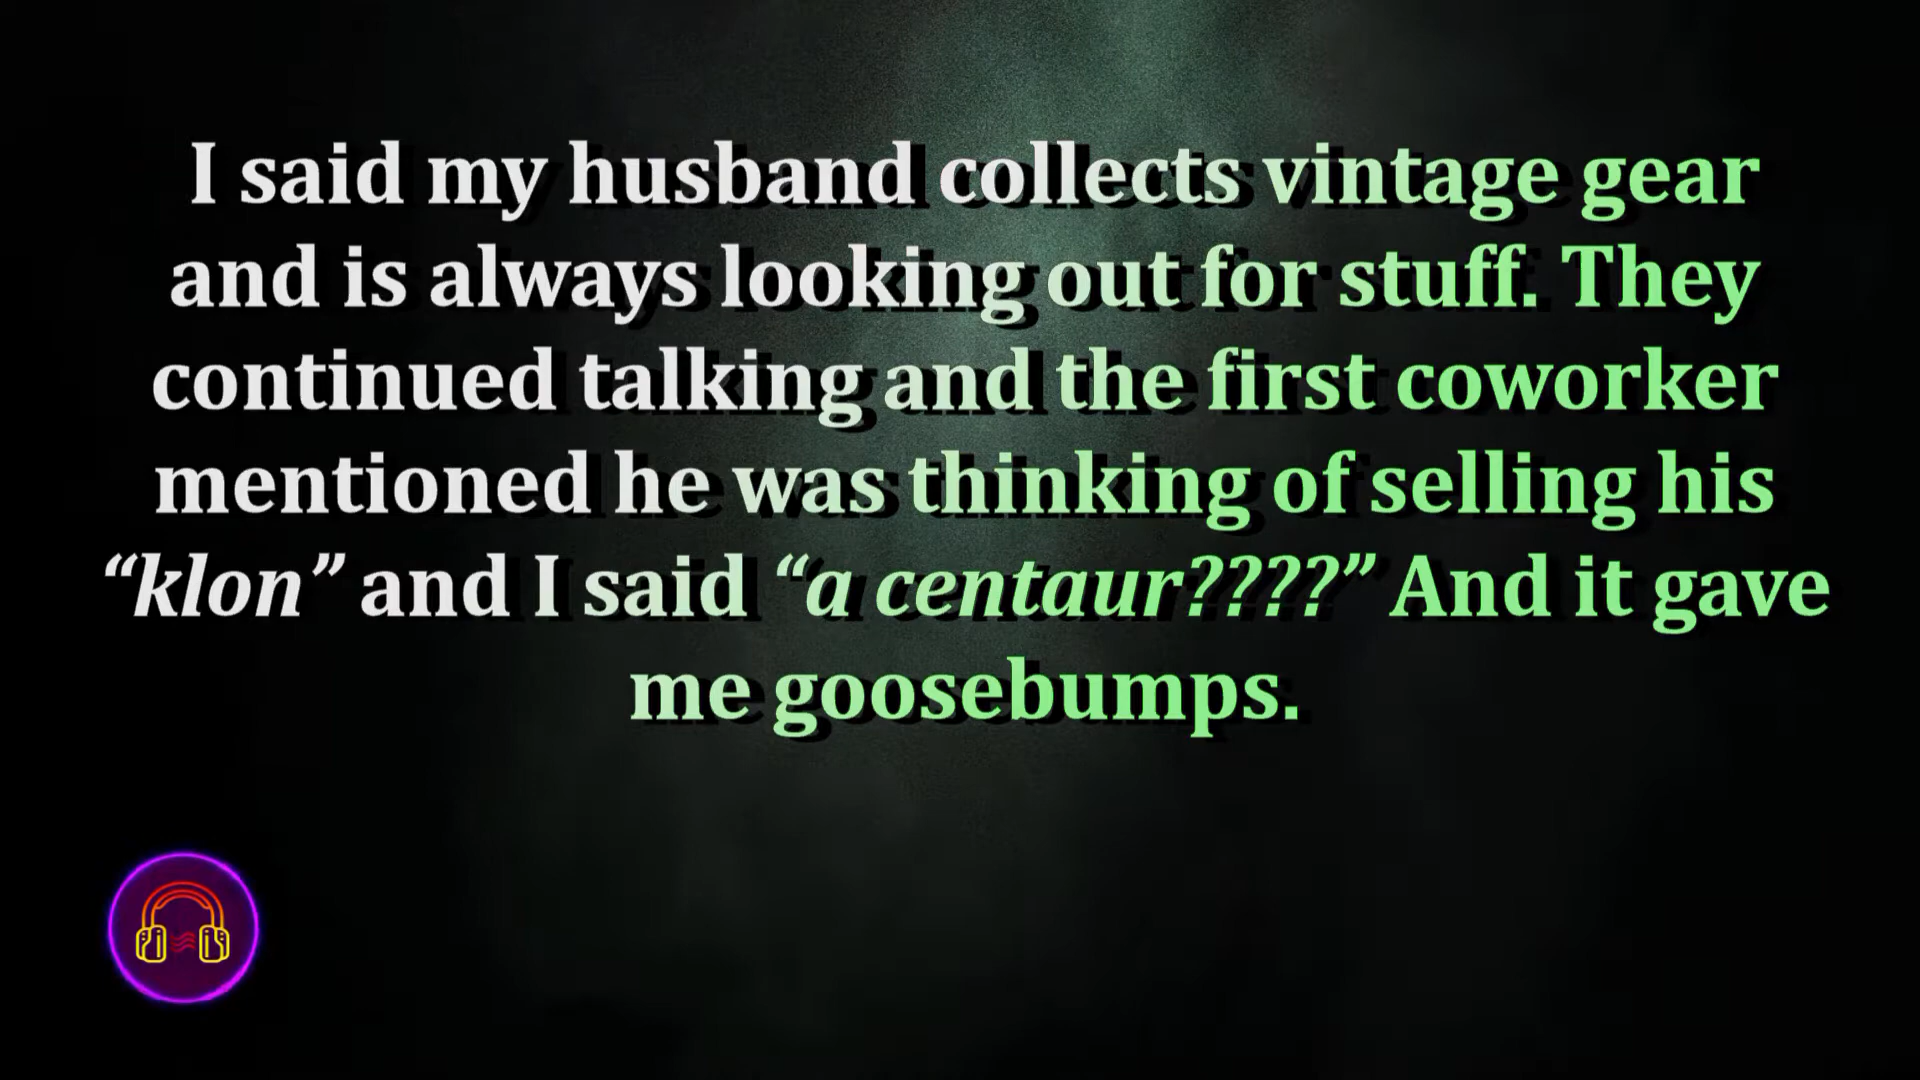 I said my husband collects vintage gear
and is always looking out for stuff. They
continued talking and the first coworker
mentioned he was thinking of selling his
“klon” and I said “a centaur????” And it gave
me goosebumps.